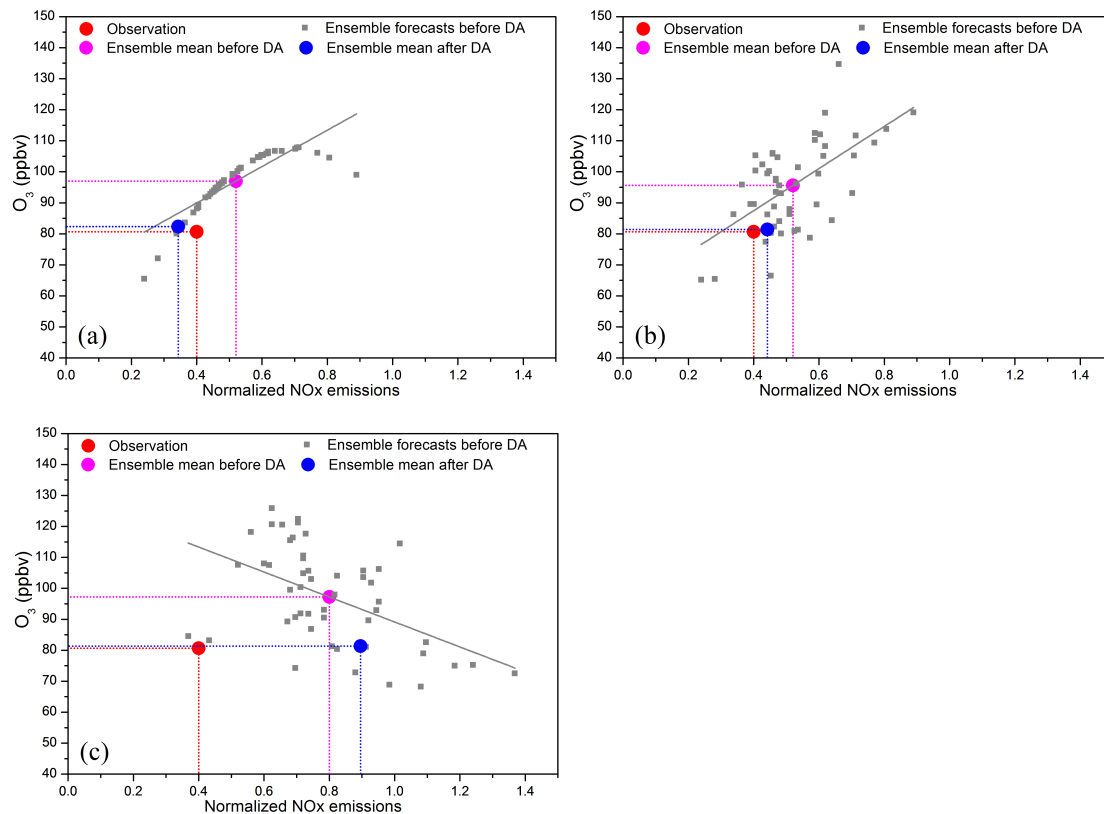 Observation Ensemble forecasts before DA
Ensemble mean before DA Ensemble mean after DA
O3 (ppbv)
150
140
130
120
110
100
90
80
70
60
50
40
(a)
0.0 0.2 0.4 0.6 0.8 1.0 1.2 1.4
Normalized NOx emissions
Observation Ensemble forecasts before DA
Ensemble mean before DA Ensemble mean after DA
O3 (ppbv)
150
140
130
120
110
100
90
80
70
60
50
40
(b)
0.0 0.2 0.4 0.6 0.8 1.0 1.2 1.4
Normalized NOx emissions
Observation Ensemble forecasts before DA
Ensemble mean before DA Ensemble mean after DA
O3 (ppbv)
150
140
130
120
110
100
90
80
70
60
50
40
(c)
0.0 0.2 0.4 0.6 0.8 1.0 1.2 1.4
Normalized NOx emissions